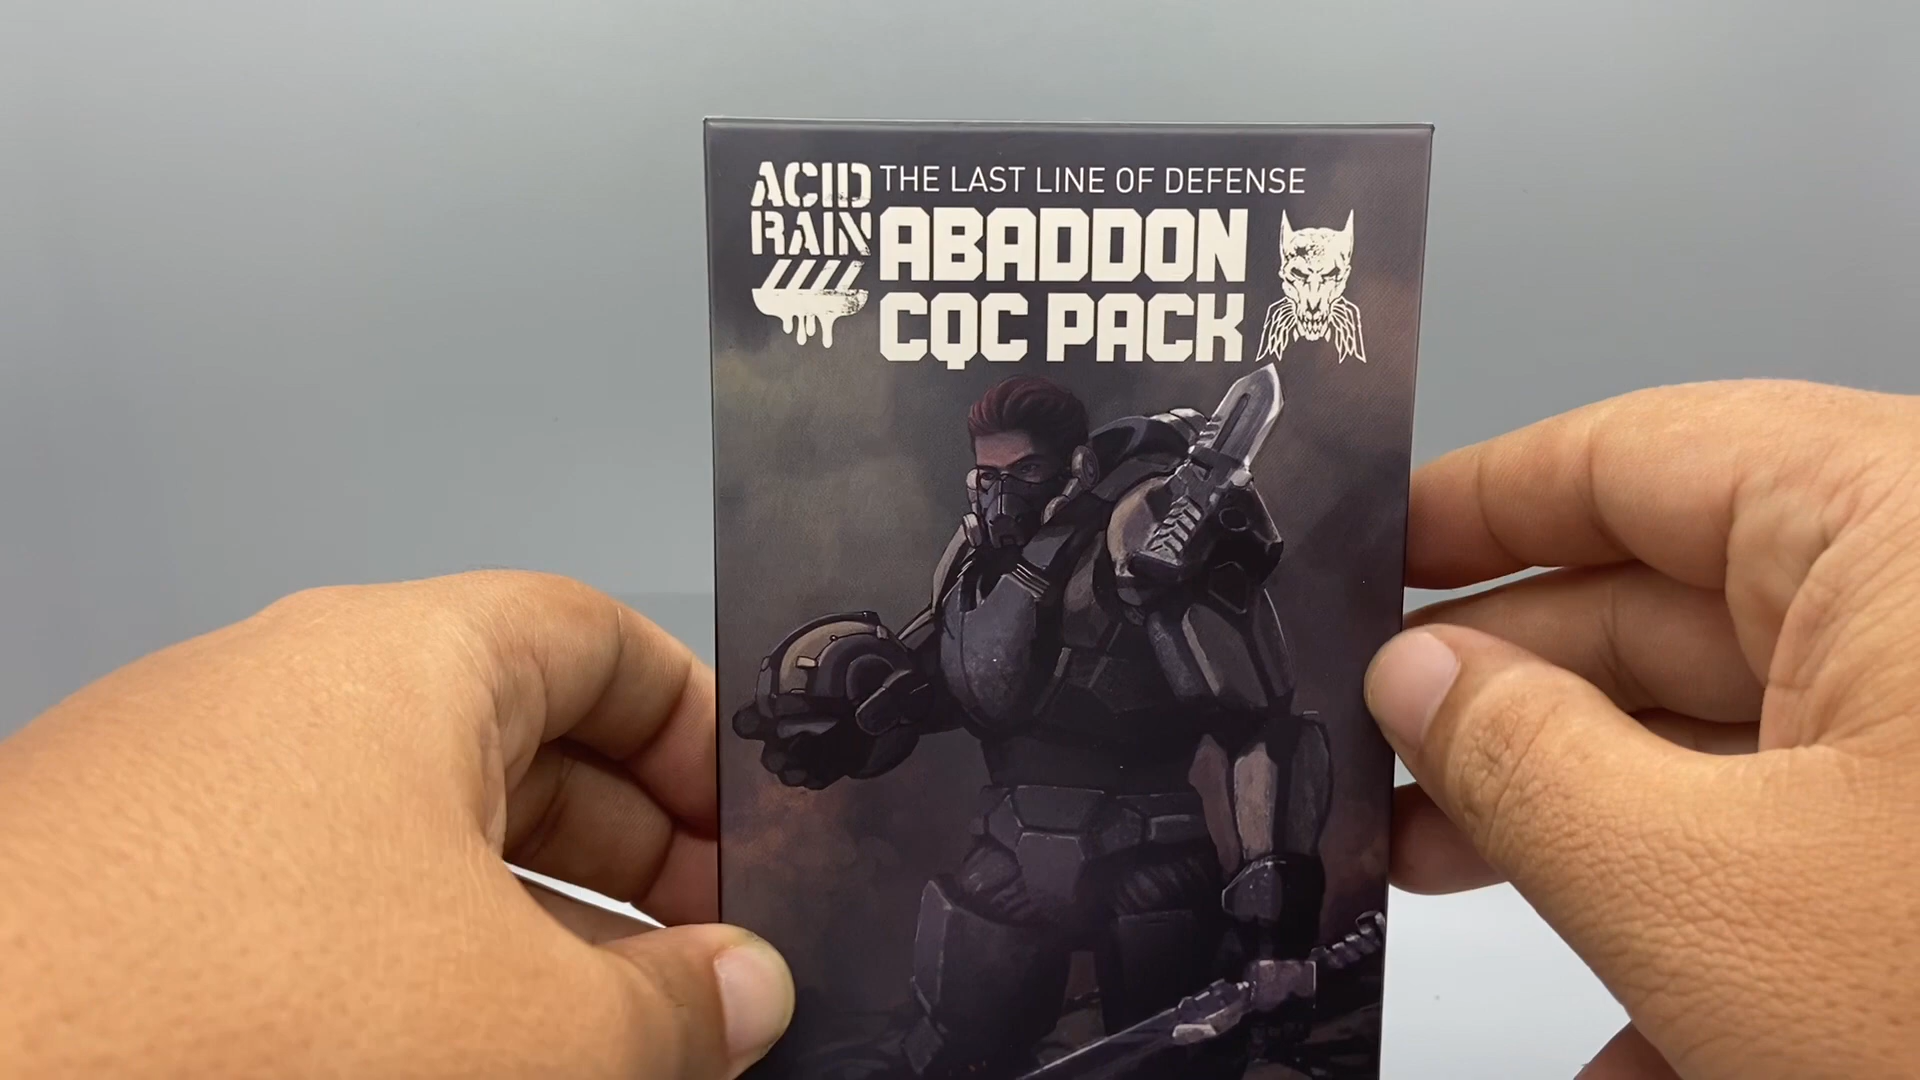 ACID
RAIN
THE LAST LINE OF DEFENSE
ABADDON
CQC PACK